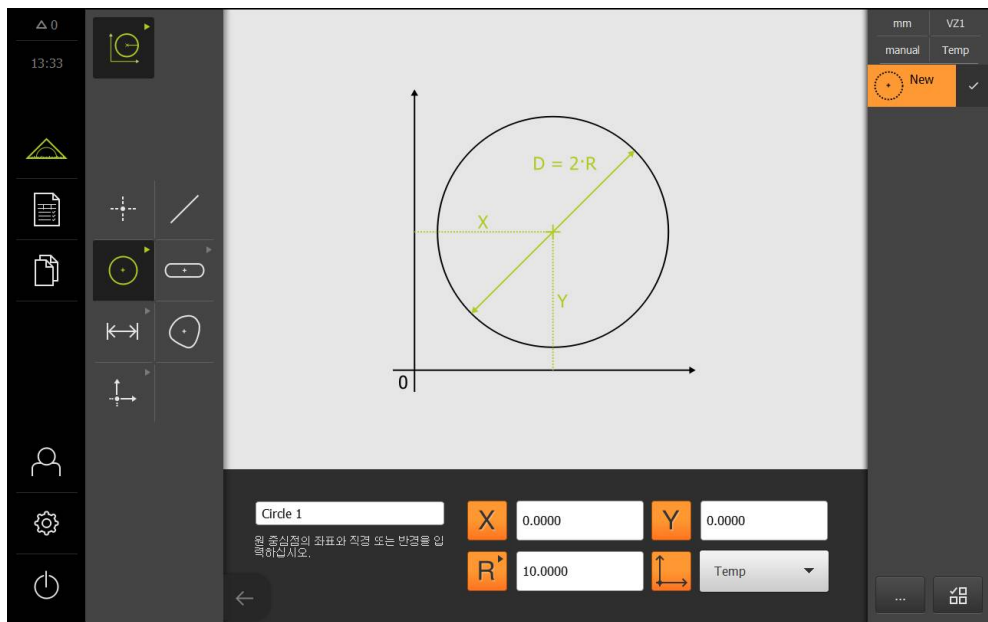 0
13:33
D = 2·R
X
Y
0
Circle 1
원 중심점의 좌표와 직경 또는 반경을 입
력하십시오.
X
0.0000
Y
0.0000
R
10.0000
Temp
mm
VZ1
manual
Temp
New
...